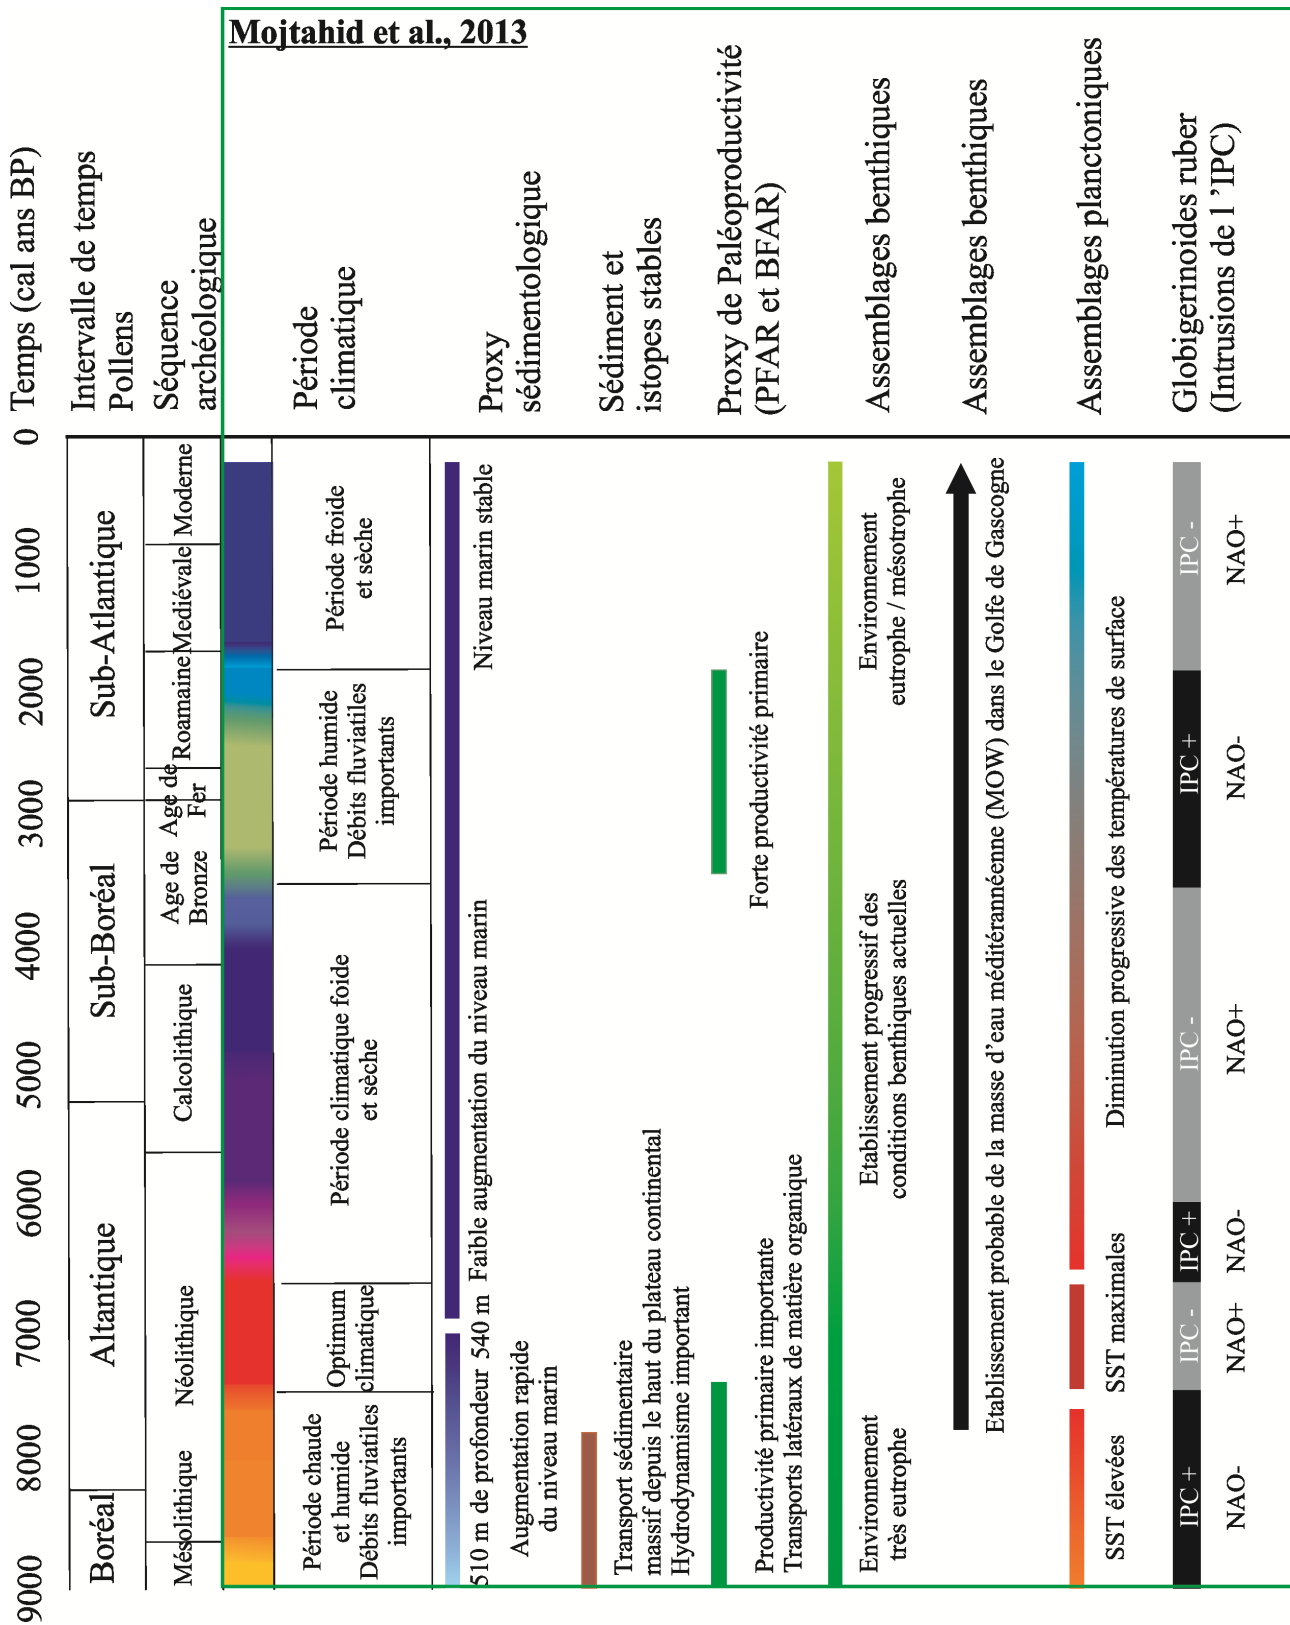 Mojtahid et al., 2013
Temps (cal ans BP)
0
1000
2000
3000
4000
5000
6000
7000
8000
9000
Intervalle de temps
Pollens
Sub-Atlantique
Sub-Boréal
Altantique
Boréal
Séquence
archéologique
Moderne
Mediévale
Roamaine
Age de
Fer
Age de
Bronze
Calcolithique
Néolithique
Mésolithique
Période
climatique
Période froide
et sèche
Période humide
Débits fluviatiles
importants
Période climatique foide
et sèche
Optimum
climatique
Période chaude
et humide
Débits fluviatiles
importants
Proxy
sédimentologique
Niveau marin stable
Faible augmentation du niveau marin
540 m
510 m de profondeur
Augmentation rapide
du niveau marin
Sédiment et
istopes stables
Transport sédimentaire
massif depuis le haut du plateau continental
Hydrodynamisme important
Proxy de Paléoproductivité
(PFAR et BFAR)
Forte productivité primaire
Productivité primaire importante
Transports latéraux de matière organique
Assemblages benthiques
Environnement
eutrophe / mésotrophe
Etablissement progressif des
conditions benthiques actuelles
Environnement
très eutrophe
Assemblages benthiques
Etablissement probable de la masse d'eau méditérannéenne (MOW) dans le Golfe de Gascogne
Assemblages planctoniques
Diminution progressive des températures de surface
SST maximales
SST élevées
Globigerinoides ruber
(Intrusions de l 'IPC)
IPC -
IPC +
IPC -
IPC +
IPC -
IPC +
NAO+
NAO-
NAO+
NAO-
NAO+
NAO-